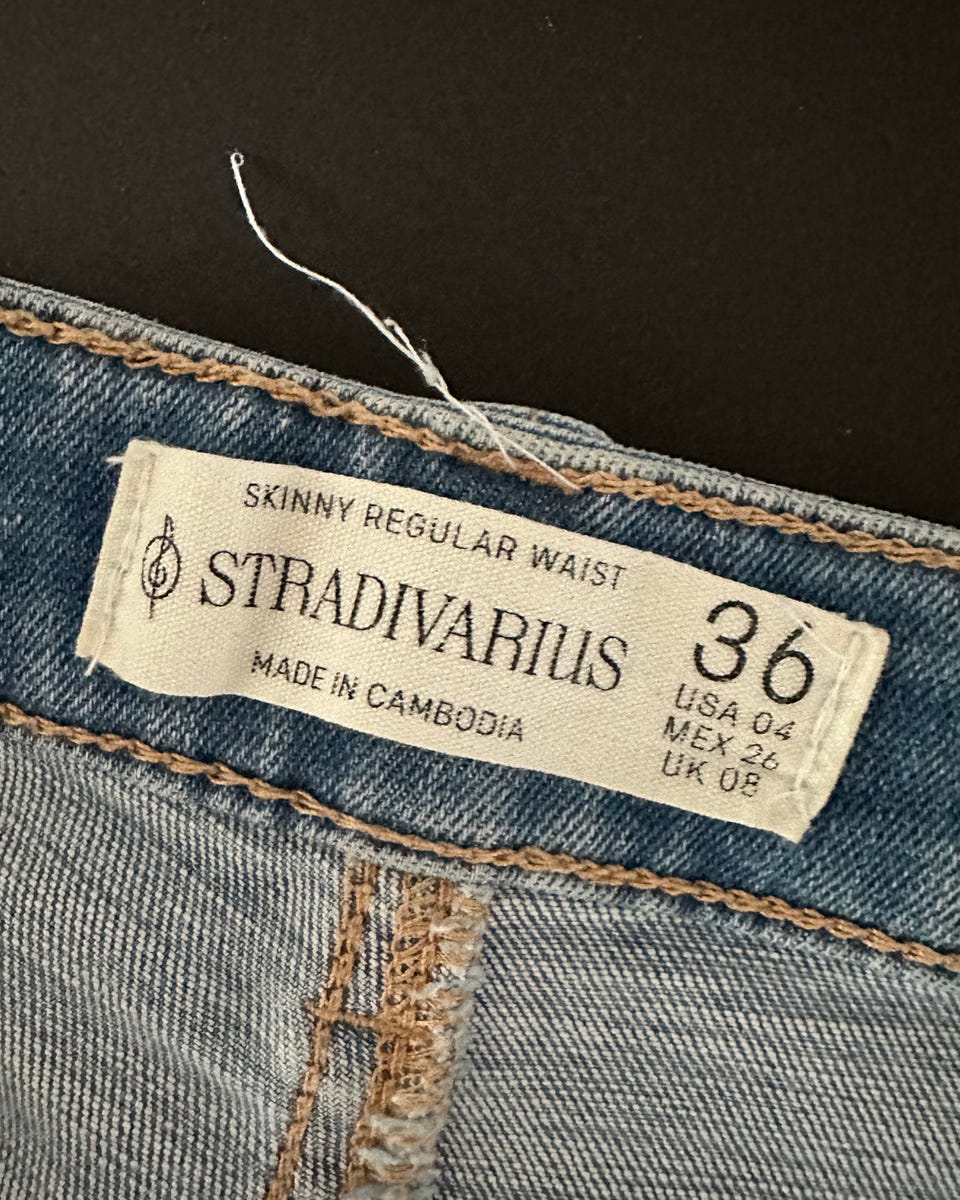 SKINNY REGULAR WAIST
STRADIVARIUS
MADE IN CAMBODIA
36
USA 04
MEX 26
UK 08